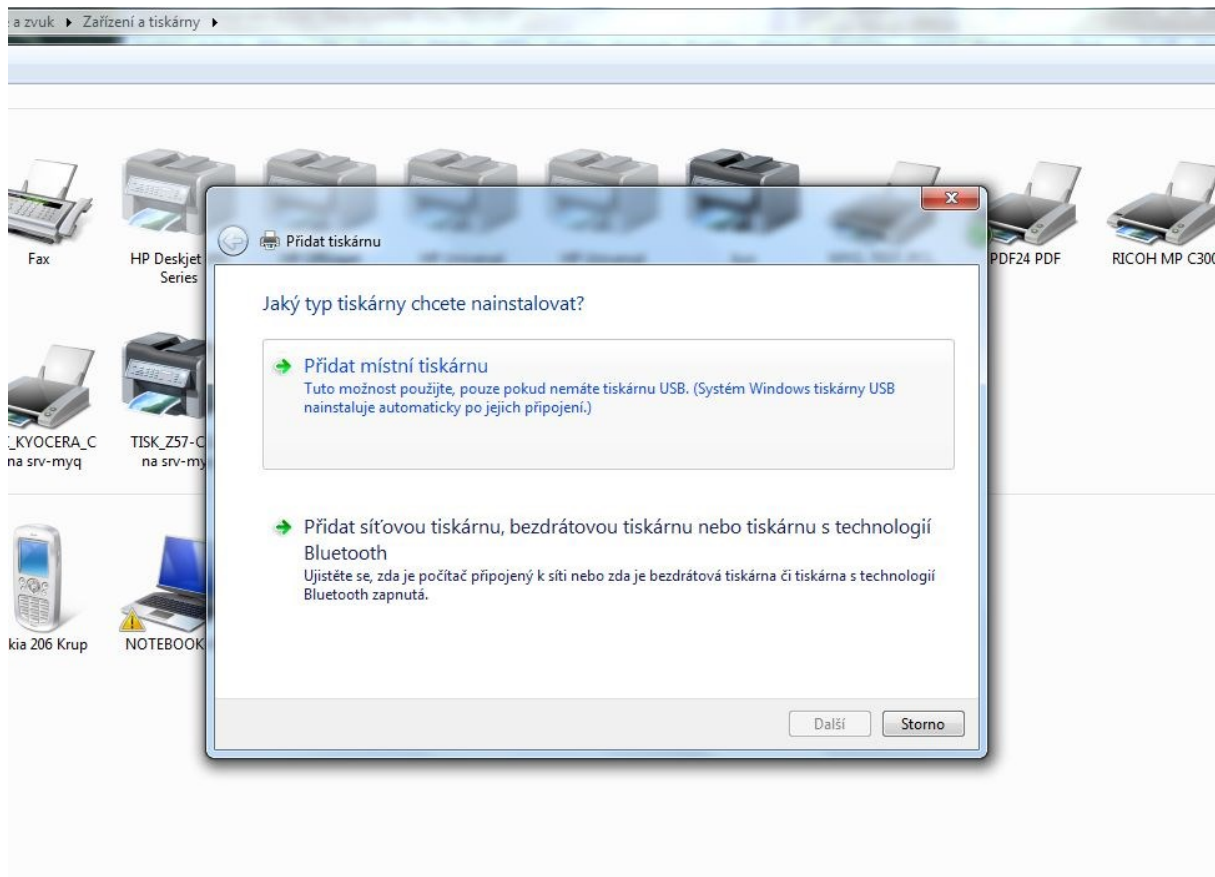 a zvuk ▸ Zařízení a tiskárny ▸
Fax
HP Deskjet
Series
PDF24 PDF
RICOH MP C300
Přidat tiskárnu
Jaký typ tiskárny chcete nainstalovat?
Přidat místní tiskárnu
Tuto možnost použijte, pouze pokud nemáte tiskárnu USB. (Systém Windows tiskárny USB
nainstaluje automaticky po jejich připojení.)
_KYOCERA_C
na srv-myq
TISK_Z57-C
na srv-my
Přidat síťovou tiskárnu, bezdrátovou tiskárnu nebo tiskárnu s technologií
Bluetooth
Ujistěte se, zda je počítač připojený k síti nebo zda je bezdrátová tiskárna či tiskárna s technologií
Bluetooth zapnutá.
kia 206 Krup
NOTEBOOK
Další
Storno